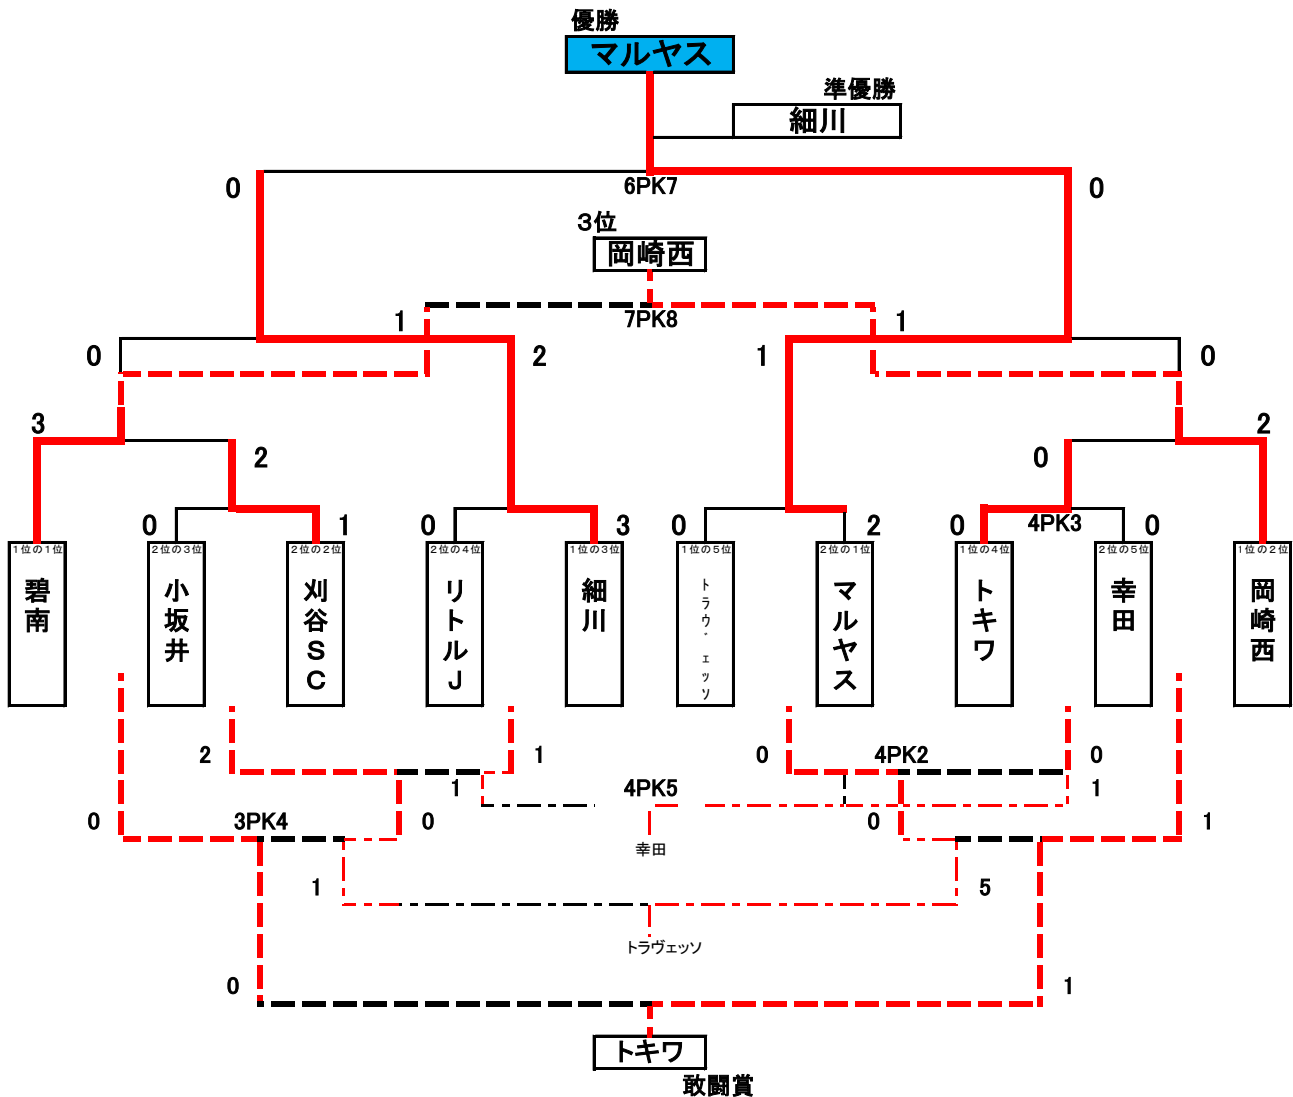 優勝
マルヤス
準優勝
細川
0
0
6PK7
3位
岡崎西
1
7PK8
1
0
2
1
0
3
2
2
0
0
1
0
3
0
2
0
4PK3
0
1位の1位
2位の3位
2位の2位
2位の4位
1位の3位
1位の5位
2位の1位
1位の4位
2位の5位
1位の2位
碧南
小坂井
刈谷SC
リトルJ
細川
トラヴェッソ
マルヤス
トキワ
幸田
岡崎西
2
1
0
4PK2
0
1
4PK5
1
0
3PK4
0
0
1
幸田
1
5
トラヴェッソ
0
1
トキワ
敢闘賞